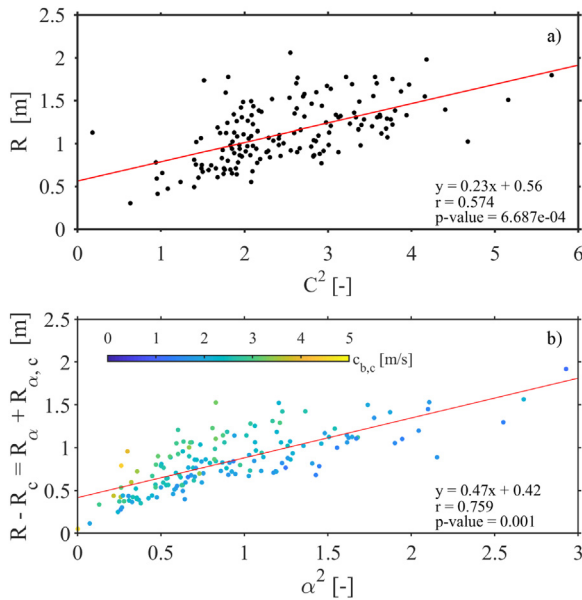 2.5
a)
2
1.5
R [m]
1
0.5
y = 0.23x + 0.56
r = 0.574
p-value = 6.687e-04
0
0 1 2 3 4 5 6
C² [-]
2.5
0 1 2 3 4 5
b)
c_b,c [m/s]
2
R - R_c = R_α + R_α,c [m]
1.5
1
0.5
y = 0.47x + 0.42
r = 0.759
p-value = 0.001
0
0 0.5 1 1.5 2 2.5 3
α² [-]